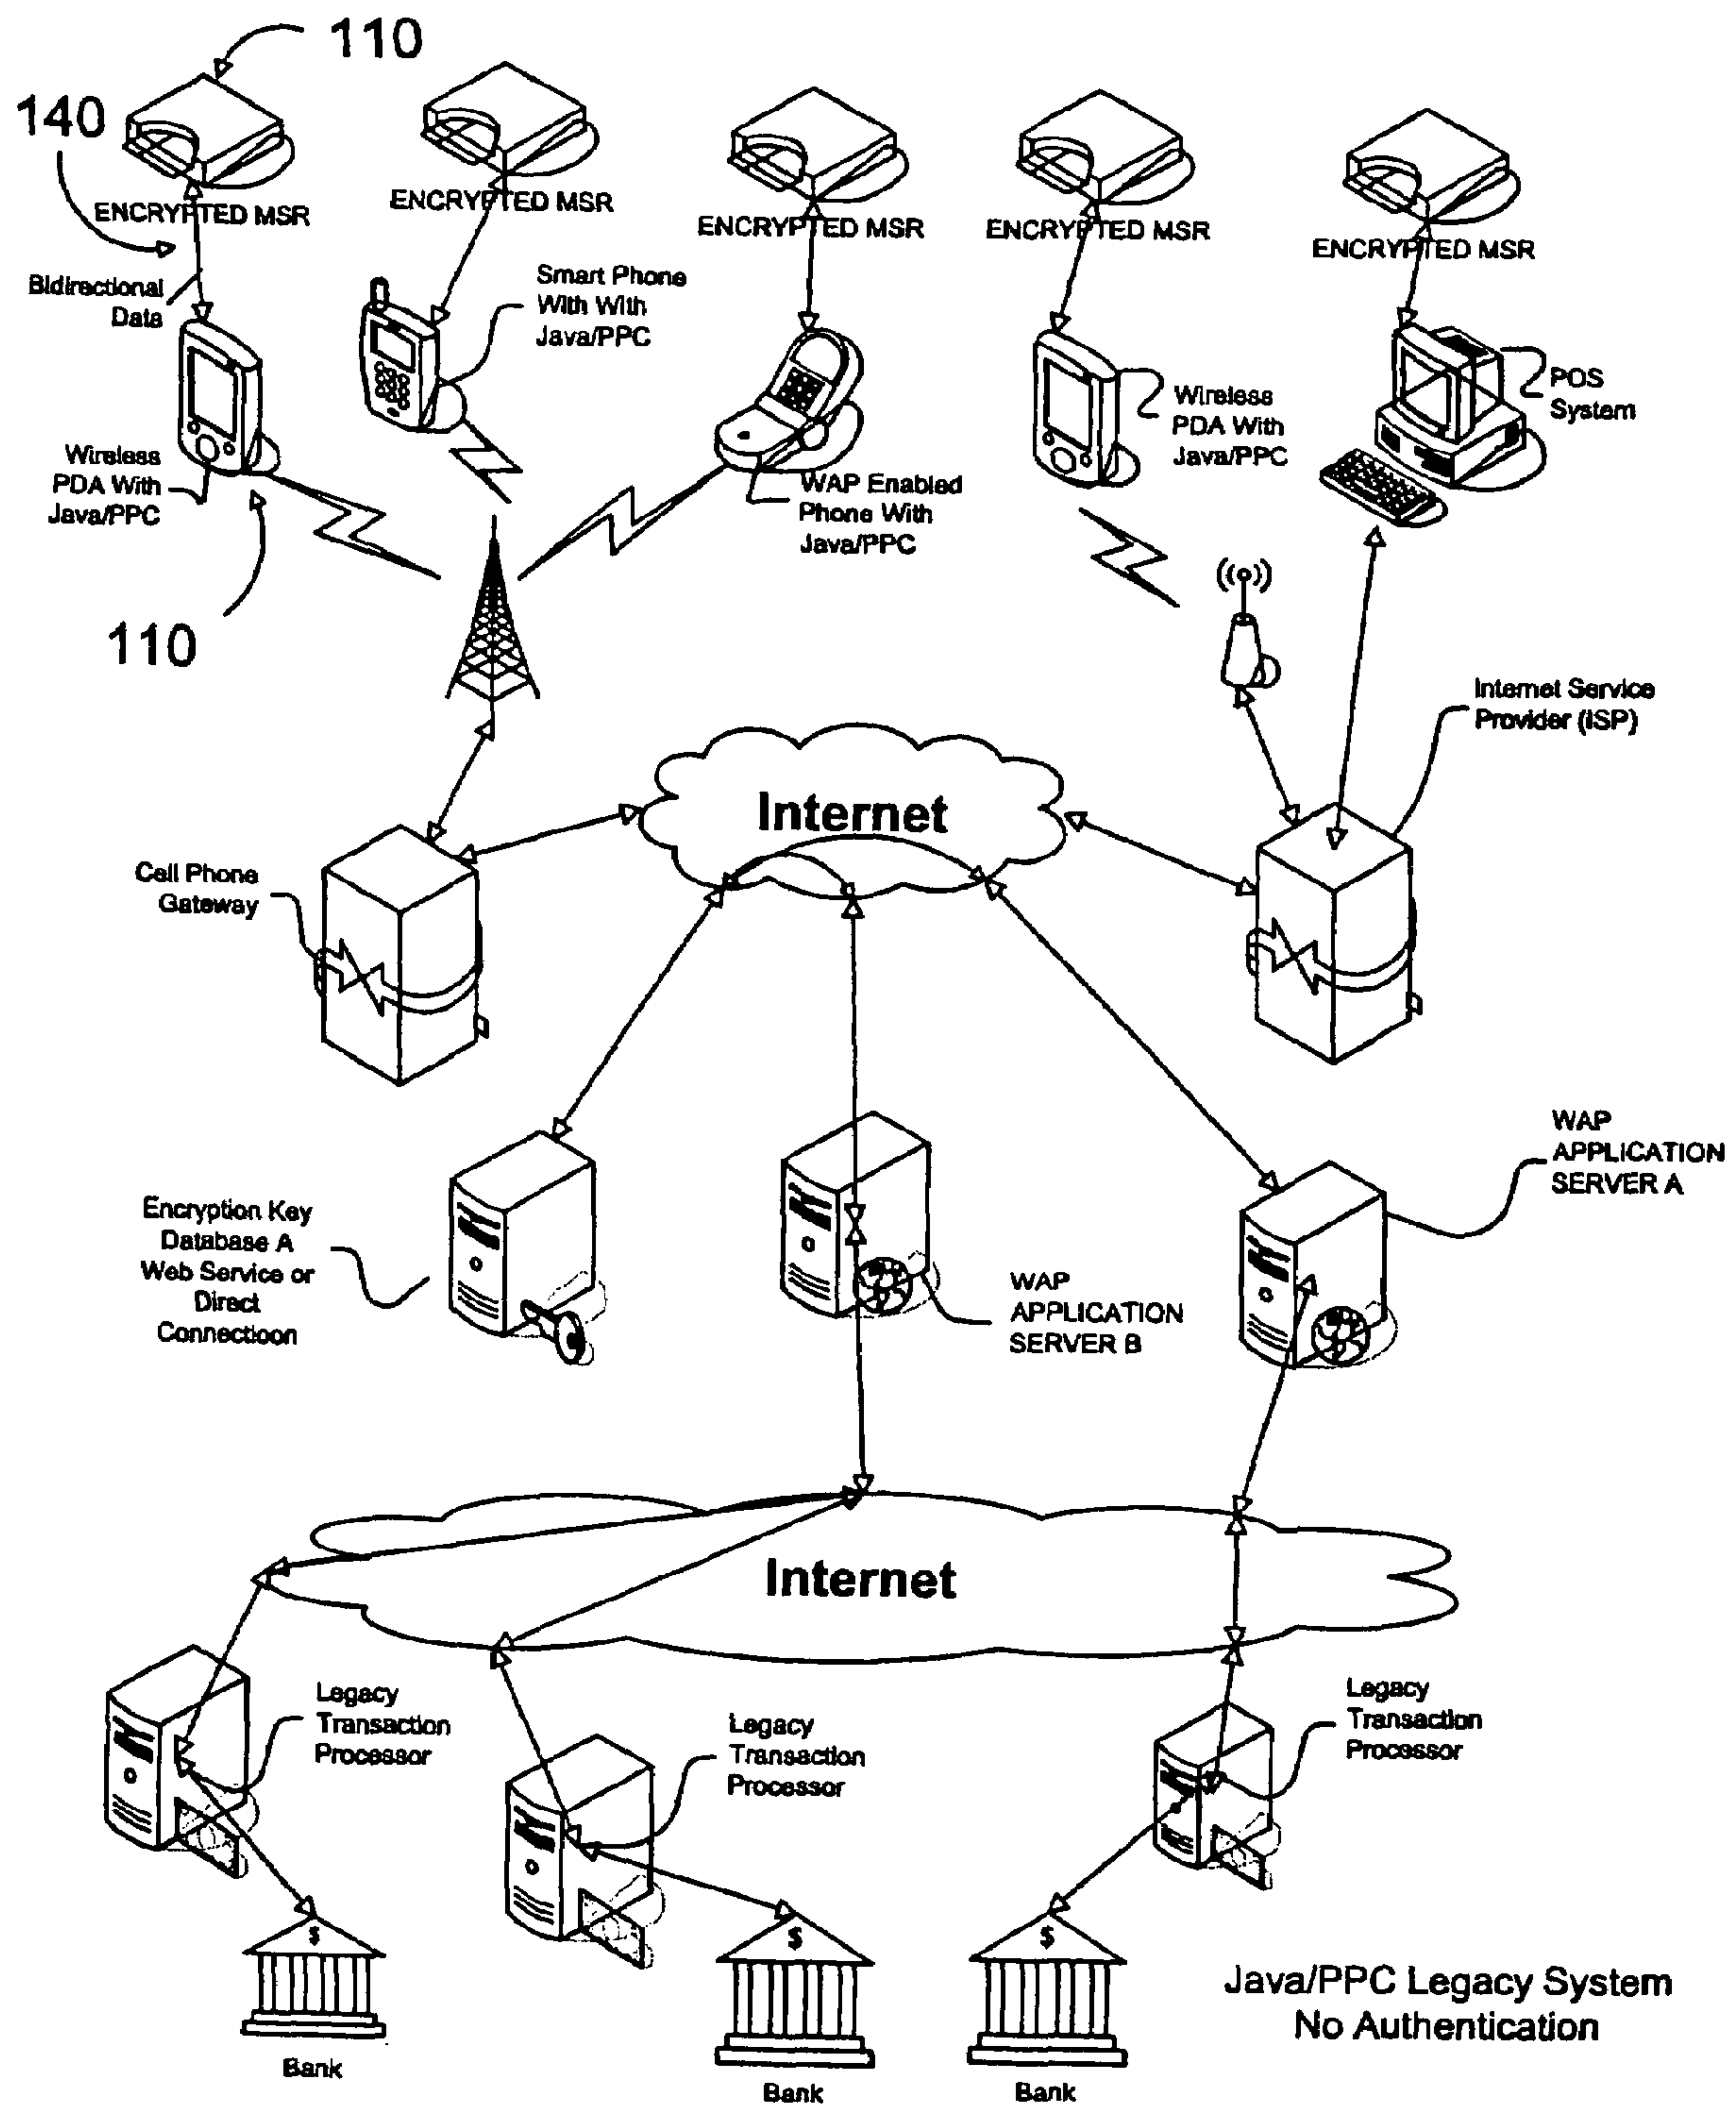 110
140
ENCRYPTED MSR
ENCRYPTED MSR
ENCRYPTED MSR
ENCRYPTED MSR
ENCRYPTED MSR
Bidirectional
Data
Smart Phone
With With
Java/PPC
Wireless
PDA With
Java/PPC
POS
System
Wireless
PDA With
Java/PPC
WAP Enabled
Phone With
Java/PPC
110
Internet Service
Provider (ISP)
Internet
Cell Phone
Gateway
WAP
APPLICATION
SERVER A
Encryption Key
Database A
Web Service or
Direct
Connectioon
WAP
APPLICATION
SERVER B
Internet
Legacy
Transaction
Processor
Legacy
Transaction
Processor
Legacy
Transaction
Processor
$
$
$
Bank
Bank
Bank
Java/PPC Legacy System
No Authentication